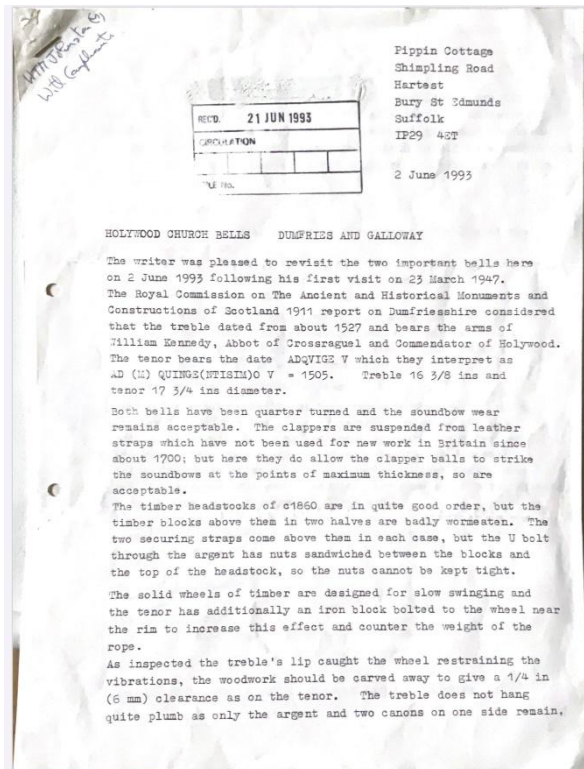 With Compliments
Pippin Cottage
Shimpling Road
Hartest
Bury St Edmunds
Suffolk
IP29 4ET
REC'D. 21 JUN 1993
CIRCULATION
FILE No.
2 June 1993
HOLYWOOD CHURCH BELLS DUMFRIES AND GALLOWAY
The writer was pleased to revisit the two important bells here
on 2 June 1993 following his first visit on 23 March 1947.
The Royal Commission on The Ancient and Historical Monuments and
Constructions of Scotland 1911 report on Dumfriesshire considered
that the treble dated from about 1527 and bears the arms of
William Kennedy, Abbot of Crossraguel and Commendator of Holywood.
The tenor bears the date ADQVIGE V which they interpret as
AD (M) QUINGE(NTISIM)O V = 1505. Treble 16 3/8 ins and
tenor 17 3/4 ins diameter.
Both bells have been quarter turned and the soundbow wear
remains acceptable. The clappers are suspended from leather
straps which have not been used for new work in Britain since
about 1700; but here they do allow the clapper balls to strike
the soundbows at the points of maximum thickness, so are
acceptable.
The timber headstocks of c1860 are in quite good order, but the
timber blocks above them in two halves are badly wormeaten. The
two securing straps come above them in each case, but the U bolt
through the argent has nuts sandwiched between the blocks and
the top of the headstock, so the nuts cannot be kept tight.
The solid wheels of timber are designed for slow swinging and
the tenor has additionally an iron block bolted to the wheel near
the rim to increase this effect and counter the weight of the
rope.
As inspected the treble's lip caught the wheel restraining the
vibrations, the woodwork should be carved away to give a 1/4 in
(6 mm) clearance as on the tenor. The treble does not hang
quite plumb as only the argent and two canons on one side remain,